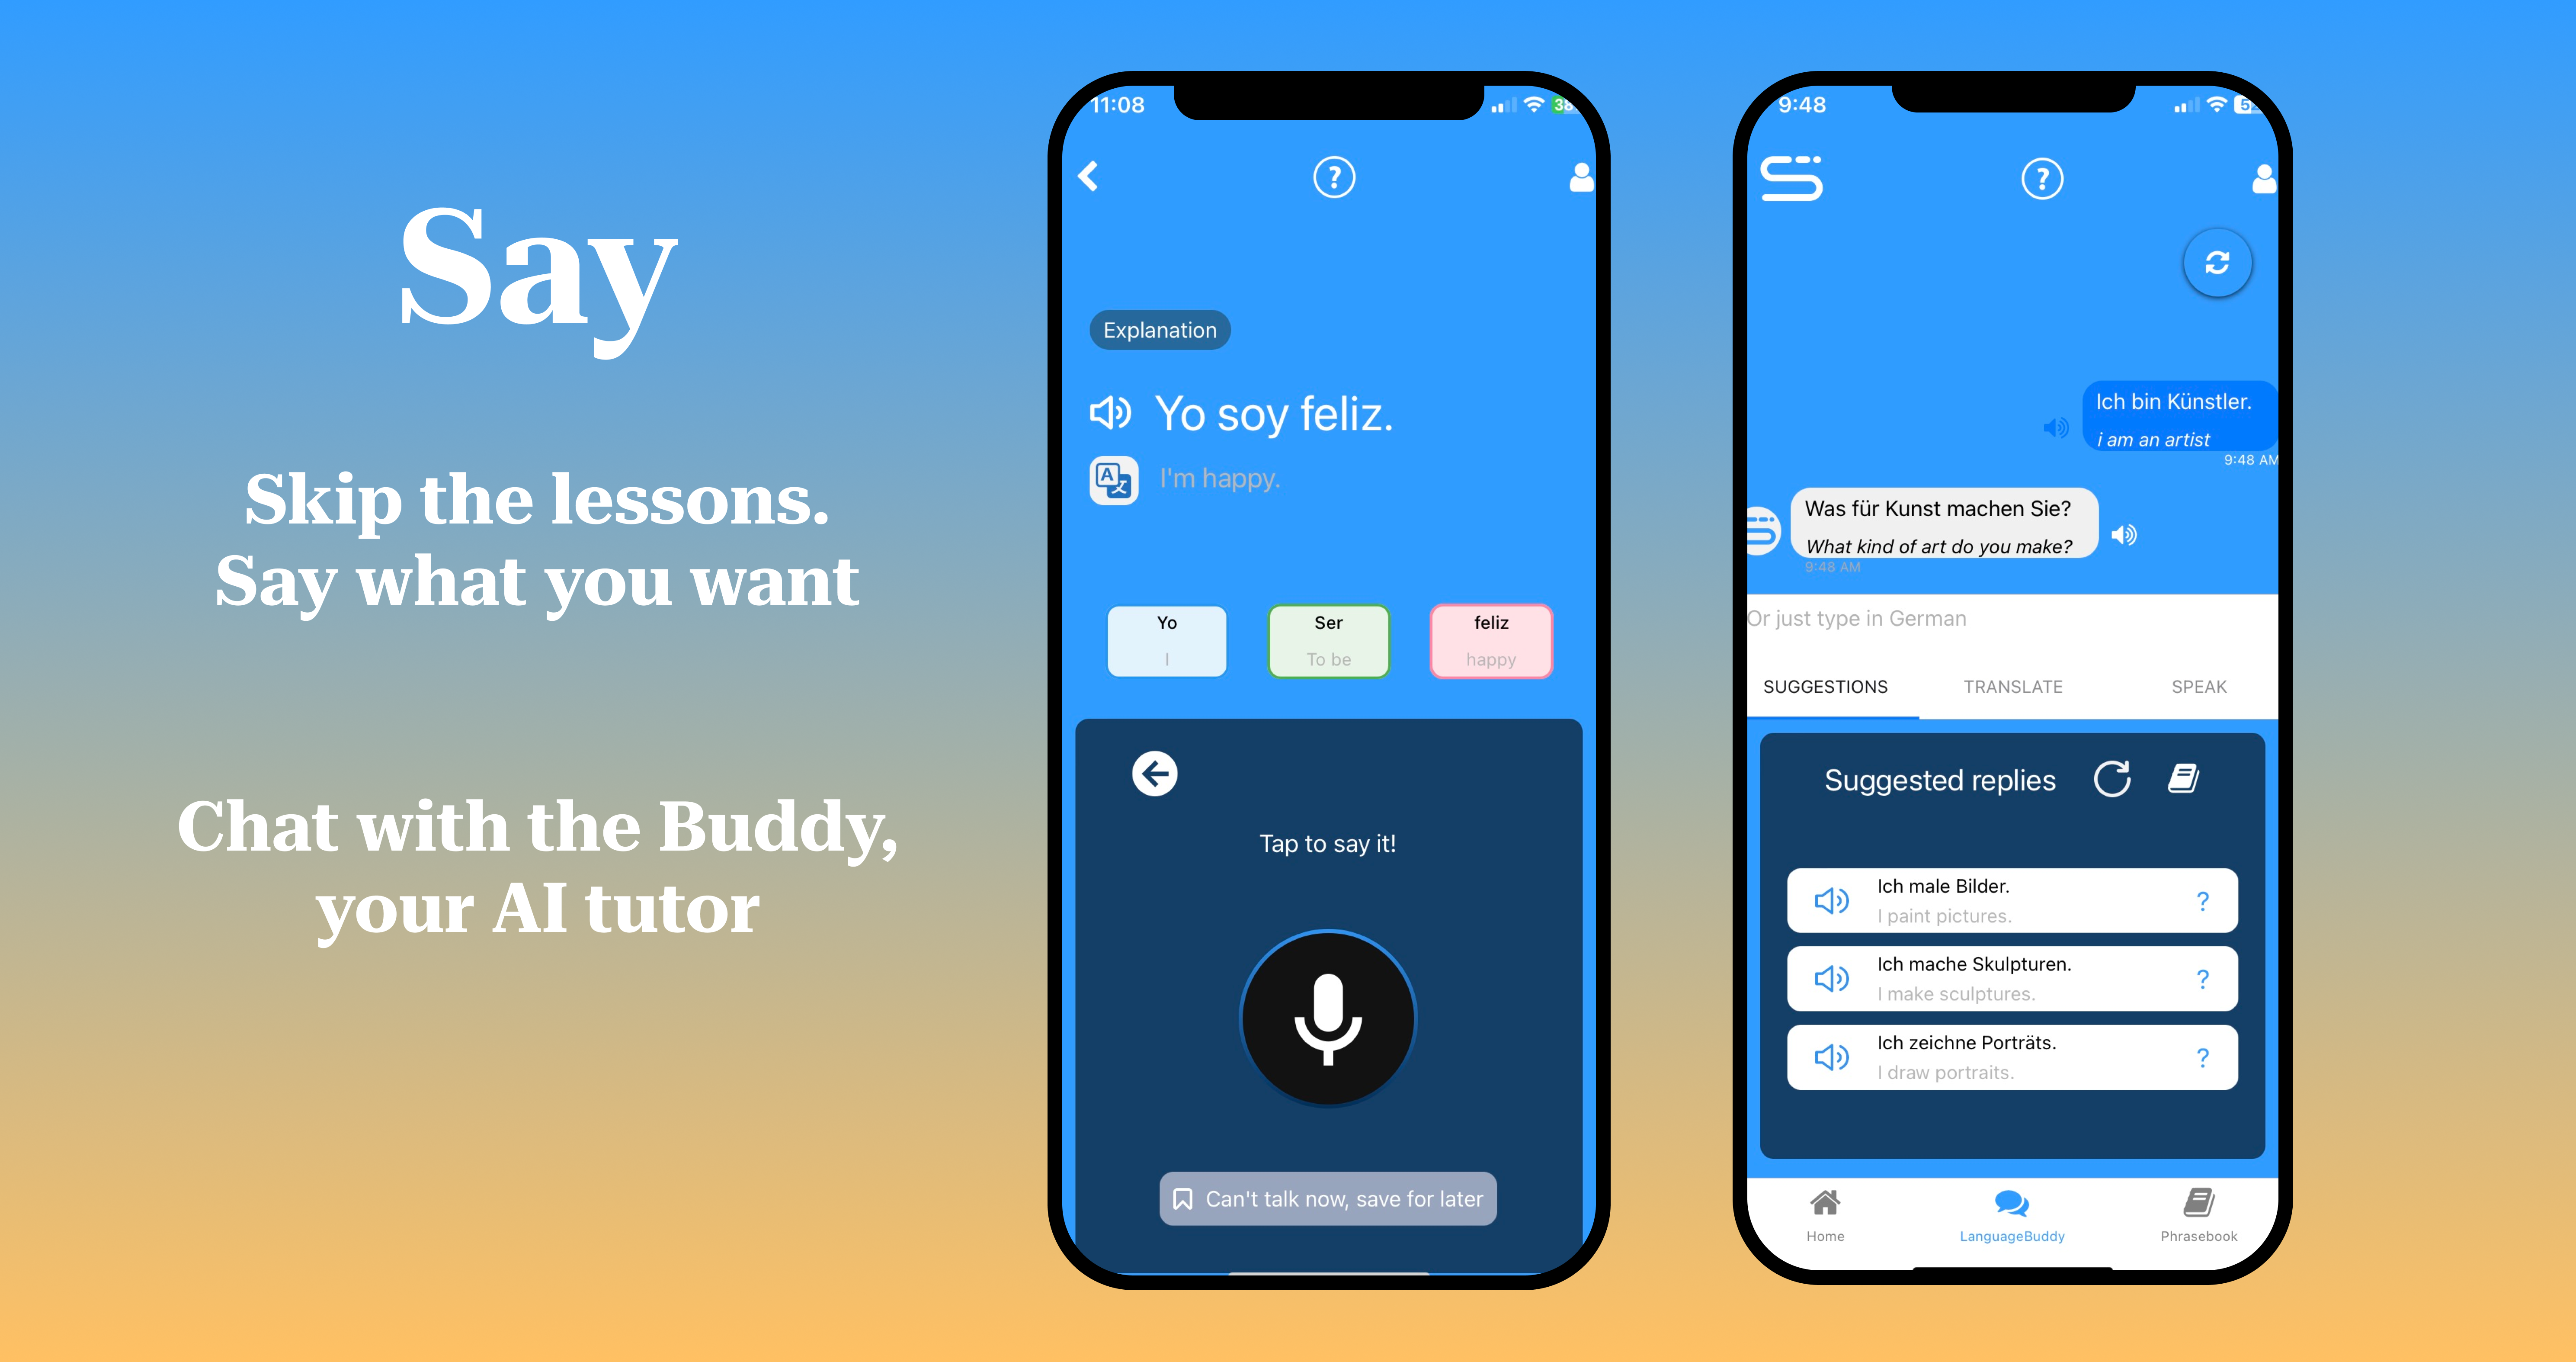 Say
Skip the lessons.
Say what you want
Chat with the Buddy,
your AI tutor
11:08
38
?
Explanation
Yo soy feliz.
I'm happy.
Yo
I
Ser
To be
feliz
happy
Tap to say it!
Can't talk now, save for later
9:48
?
Ich bin Künstler.
i am an artist
9:48 AM
Was für Kunst machen Sie?
What kind of art do you make?
9:48 AM
Or just type in German
SUGGESTIONS TRANSLATE SPEAK
Suggested replies
Ich male Bilder.
I paint pictures.
?
Ich mache Skulpturen.
I make sculptures.
?
Ich zeichne Porträts.
I draw portraits.
?
Home LanguageBuddy Phrasebook